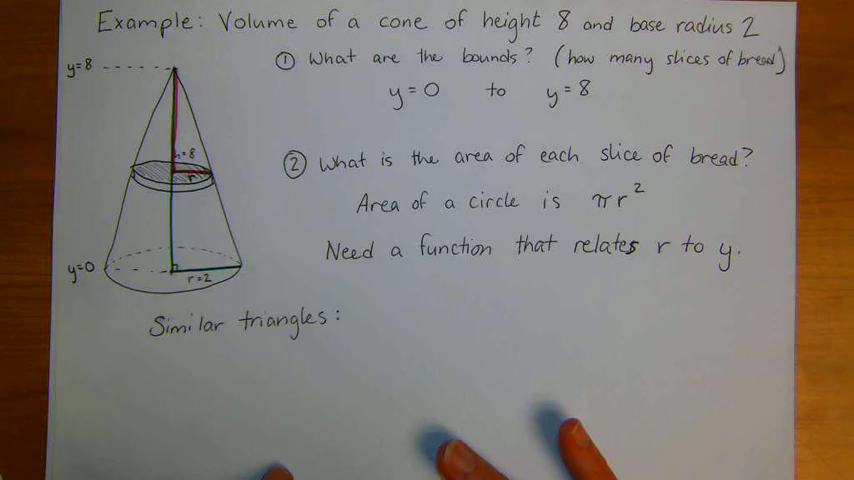 Example: Volume of a cone of height 8 and base radius 2
y=8
① What are the bounds? (how many slices of bread)
y=0 to y=8
h=8
r
② What is the area of each slice of bread?
Area of a circle is πr²
Need a function that relates r to y.
y=0
r=2
Similar triangles: